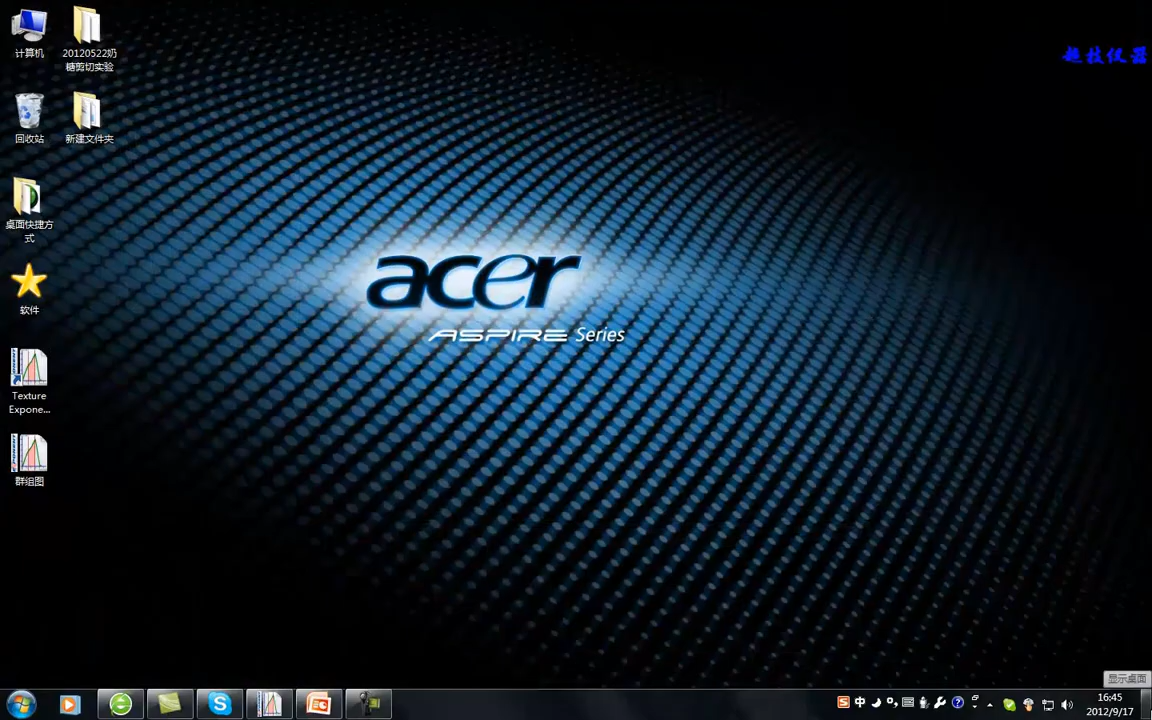 计算机
20120522奶
糖剪切实验
超技仪器
回收站
新建文件夹
桌面快捷方
式
acer
ASPIRE Series
软件
Texture
Expone...
群组图
显示桌面
中
16:45
2012/9/17